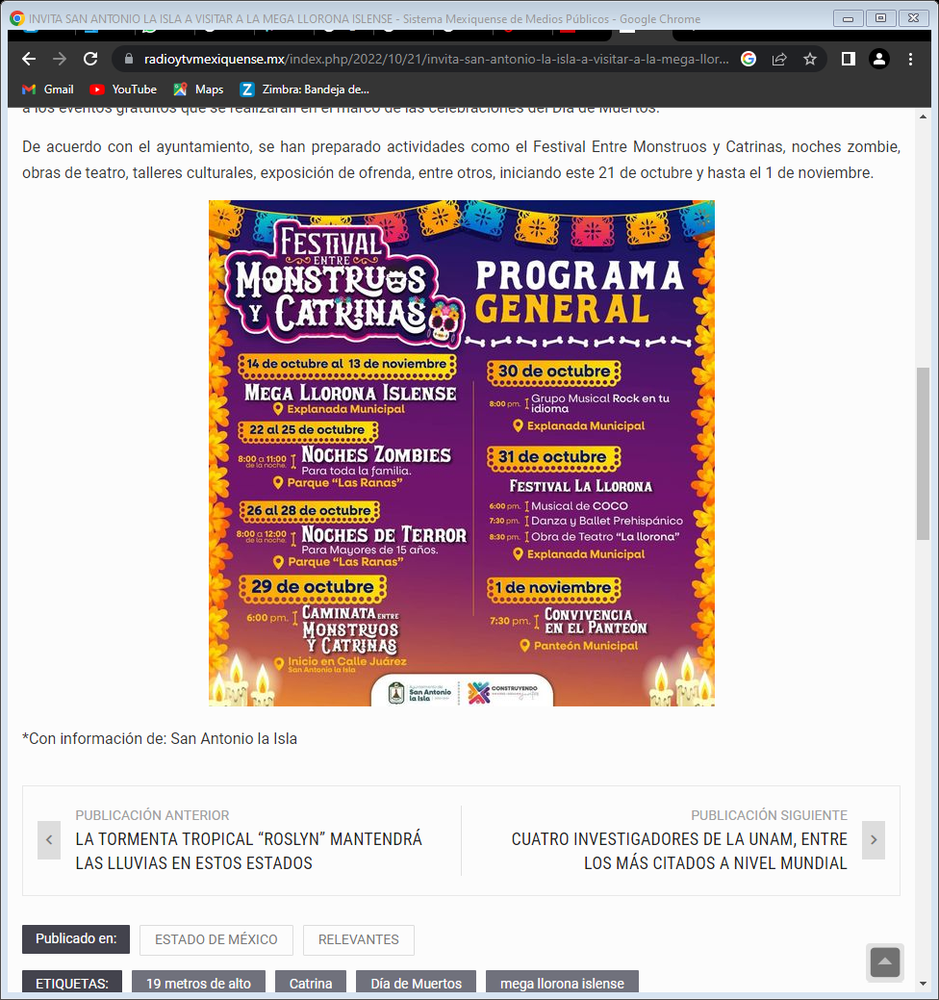 INVITA SAN ANTONIO LA ISLA A VISITAR A LA MEGA LLORONA ISLENSE - Sistema Mexiquense de Medios Públicos - Google Chrome
radioytvmexiquense.mx/index.php/2022/10/21/invita-san-antonio-la-isla-a-visitar-a-la-mega-llor...
Gmail YouTube Maps Zimbra: Bandeja de...
a los eventos gratuitos que se realizarán en el marco de las celebraciones del Día de Muertos.
De acuerdo con el ayuntamiento, se han preparado actividades como el Festival Entre Monstruos y Catrinas, noches zombie,
obras de teatro, talleres culturales, exposición de ofrenda, entre otros, iniciando este 21 de octubre y hasta el 1 de noviembre.
FESTIVAL
ENTRE
MONSTRUOS
Y CATRINAS
PROGRAMA
GENERAL
14 de octubre al 13 de noviembre
MEGA LLORONA ISLENSE
Explanada Municipal
22 al 25 de octubre
8:00 a 11:00
de la noche.
NOCHES ZOMBIES
Para toda la familia.
Parque “Las Ranas”
26 al 28 de octubre
8:00 a 12:00
de la noche.
NOCHES DE TERROR
Para Mayores de 15 años.
Parque “Las Ranas”
29 de octubre
6:00 pm.
CAMINATA ENTRE
MONSTRUOS
Y CATRINAS
Inicio en Calle Juárez
San Antonio la Isla
30 de octubre
8:00 pm. Grupo Musical Rock en tu
idioma
Explanada Municipal
31 de octubre
FESTIVAL LA LLORONA
6:00 pm. Musical de COCO
7:30 pm. Danza y Ballet Prehispánico
8:30 pm. Obra de Teatro “La llorona”
Explanada Municipal
1 de noviembre
7:30 pm.
CONVIVENCIA
EN EL PANTEÓN
Panteón Municipal
San Antonio
la Isla
CONSTRUYENDO
*Con información de: San Antonio la Isla
PUBLICACIÓN ANTERIOR
LA TORMENTA TROPICAL “ROSLYN” MANTENDRÁ
LAS LLUVIAS EN ESTOS ESTADOS
PUBLICACIÓN SIGUIENTE
CUATRO INVESTIGADORES DE LA UNAM, ENTRE
LOS MÁS CITADOS A NIVEL MUNDIAL
Publicado en: ESTADO DE MÉXICO RELEVANTES
ETIQUETAS: 19 metros de alto Catrina Día de Muertos mega llorona islense